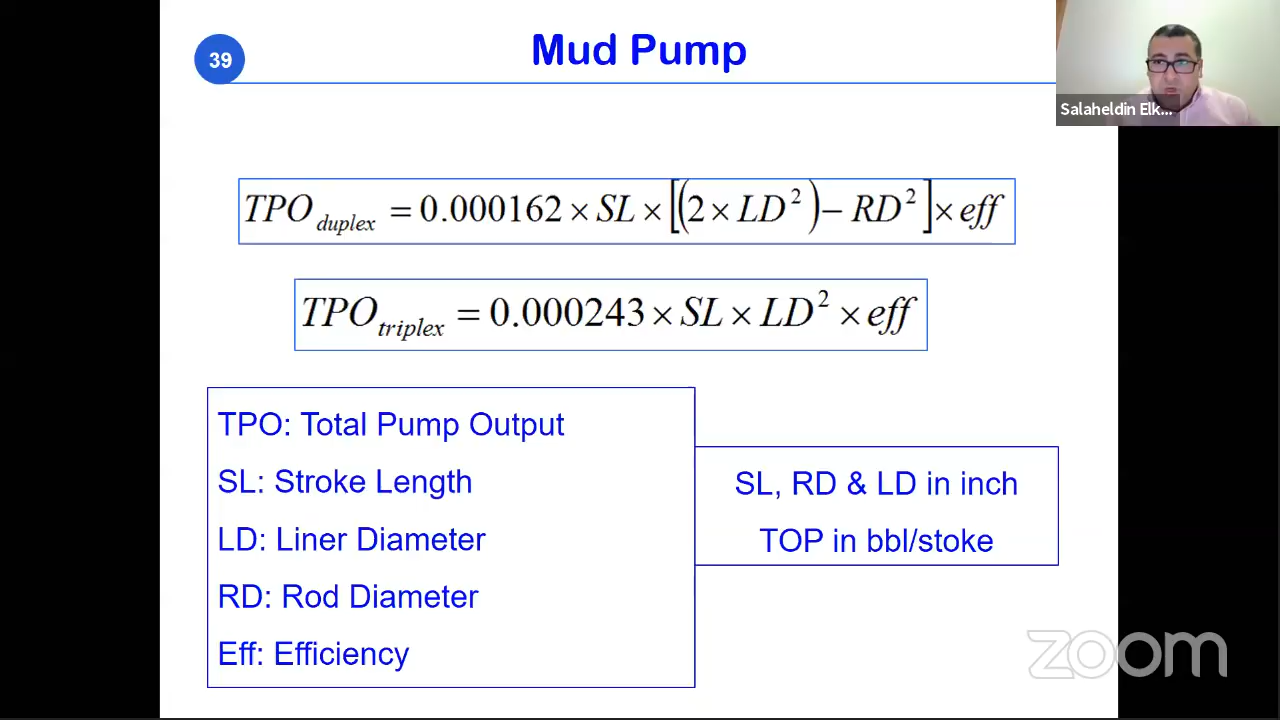 39
Mud Pump
Salaheldin Elk...
TPO duplex = 0.000162 × SL × [(2 × LD²) − RD²] × eff
TPO triplex = 0.000243 × SL × LD² × eff
TPO: Total Pump Output
SL: Stroke Length
LD: Liner Diameter
RD: Rod Diameter
Eff: Efficiency
SL, RD & LD in inch
TOP in bbl/stoke
zoom